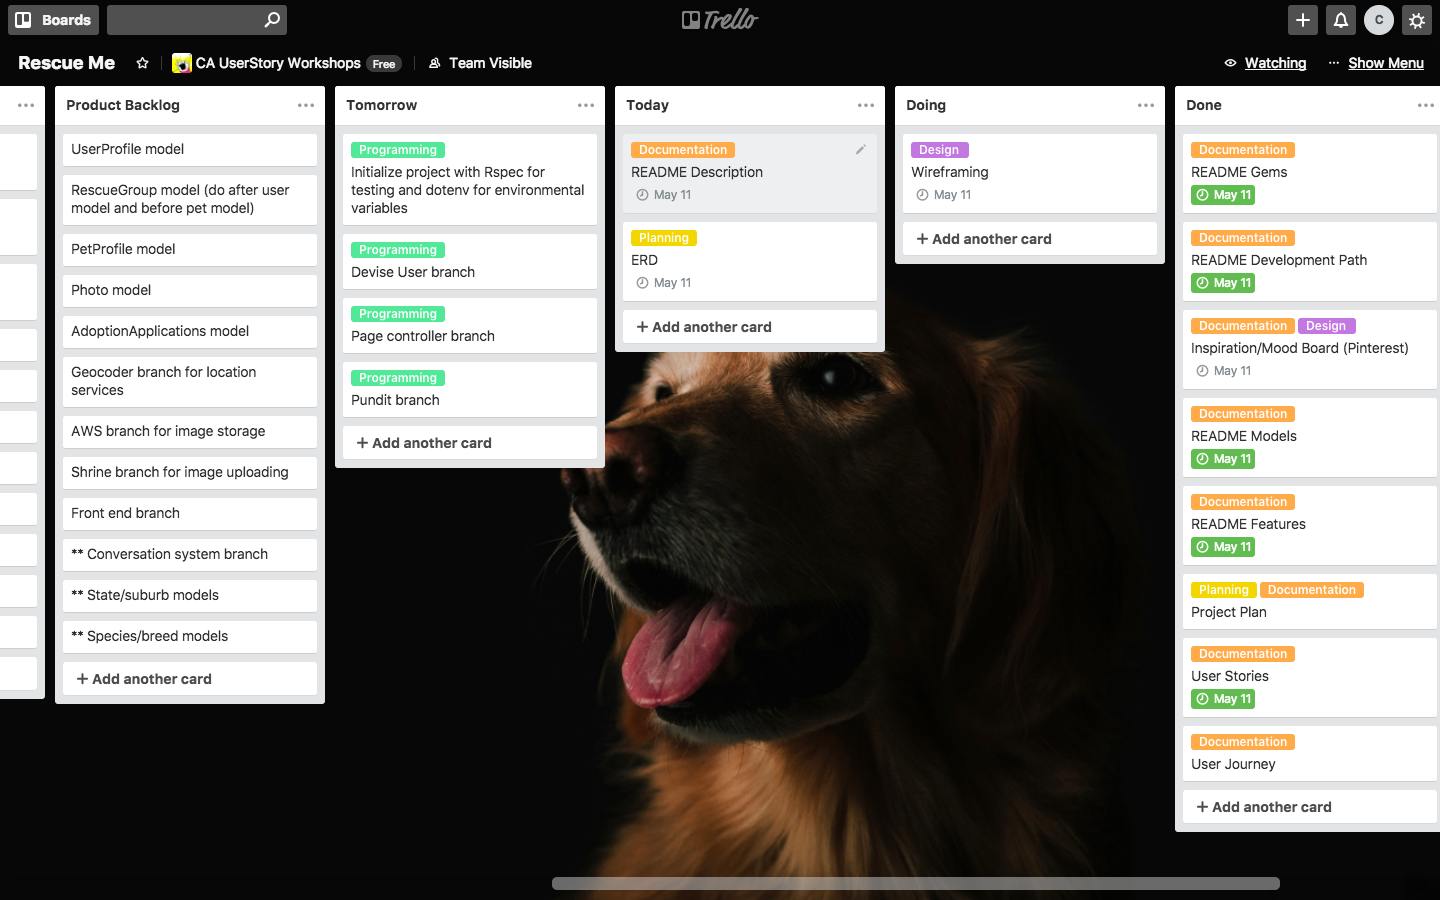 Boards
Trello
C
Rescue Me
CA UserStory Workshops Free
Team Visible
Watching
Show Menu
Product Backlog
UserProfile model
RescueGroup model (do after user
model and before pet model)
PetProfile model
Photo model
AdoptionApplications model
Geocoder branch for location
services
AWS branch for image storage
Shrine branch for image uploading
Front end branch
** Conversation system branch
** State/suburb models
** Species/breed models
+ Add another card
Tomorrow
Programming
Initialize project with Rspec for
testing and dotenv for environmental
variables
Programming
Devise User branch
Programming
Page controller branch
Programming
Pundit branch
+ Add another card
Today
Documentation
README Description
May 11
Planning
ERD
May 11
+ Add another card
Doing
Design
Wireframing
May 11
+ Add another card
Done
Documentation
README Gems
May 11
Documentation
README Development Path
May 11
Documentation Design
Inspiration/Mood Board (Pinterest)
May 11
Documentation
README Models
May 11
Documentation
README Features
May 11
Planning Documentation
Project Plan
Documentation
User Stories
May 11
Documentation
User Journey
+ Add another card